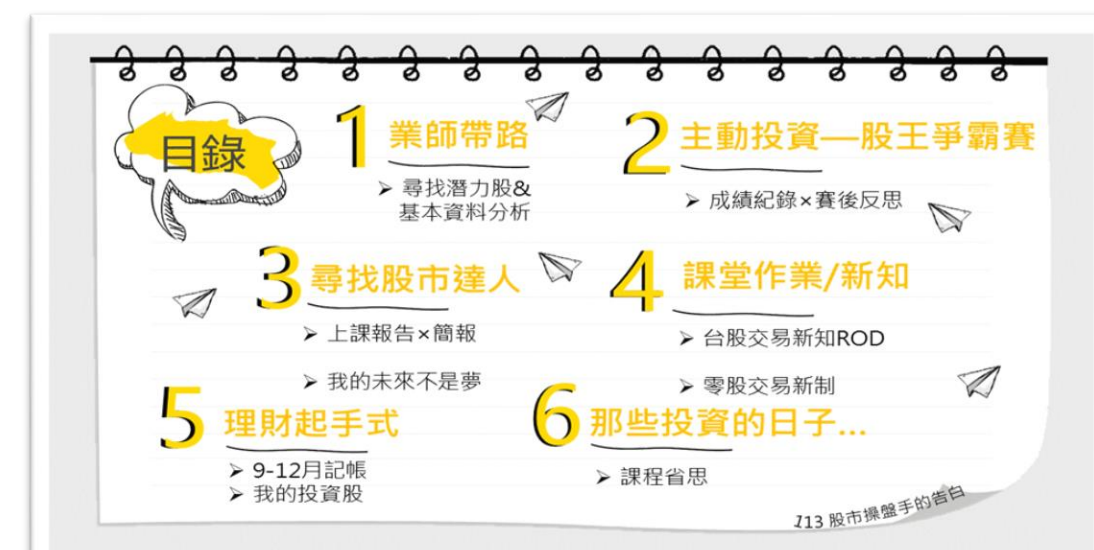 目錄
1 業師帶路
➢ 尋找潛力股&
基本資料分析
2 主動投資—股王爭霸賽
➢ 成績紀錄×賽後反思
3 尋找股市達人
➢ 上課報告×簡報
➢ 我的未來不是夢
4 課堂作業/新知
➢ 台股交易新知ROD
➢ 零股交易新制
5 理財起手式
➢ 9-12月記帳
➢ 我的投資股
6 那些投資的日子...
➢ 課程省思
113 股市操盤手的告白